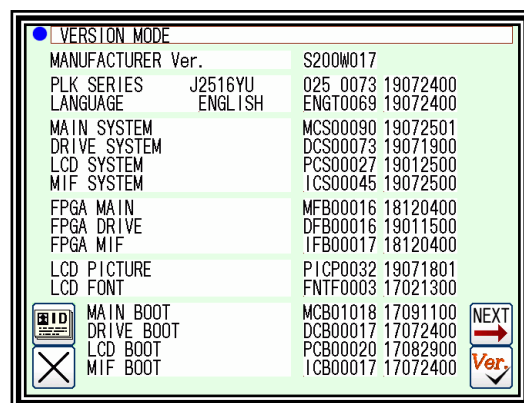 VERSION MODE
MANUFACTURER Ver. S200W017
PLK SERIES J2516YU 025 0073 19072400
LANGUAGE ENGLISH ENGT0069 19072400
MAIN SYSTEM MCS00090 19072501
DRIVE SYSTEM DCS00073 19071900
LCD SYSTEM PCS00027 19012500
MIF SYSTEM ICS00045 19072500
FPGA MAIN MFB00016 18120400
FPGA DRIVE DFB00016 19011500
FPGA MIF IFB00017 18120400
LCD PICTURE PICP0032 19071801
LCD FONT FNTF0003 17021300
ID
MAIN BOOT MCB01018 17091100
DRIVE BOOT DCB00017 17072400
LCD BOOT PCB00020 17082900
MIF BOOT ICB00017 17072400
NEXT
Ver.